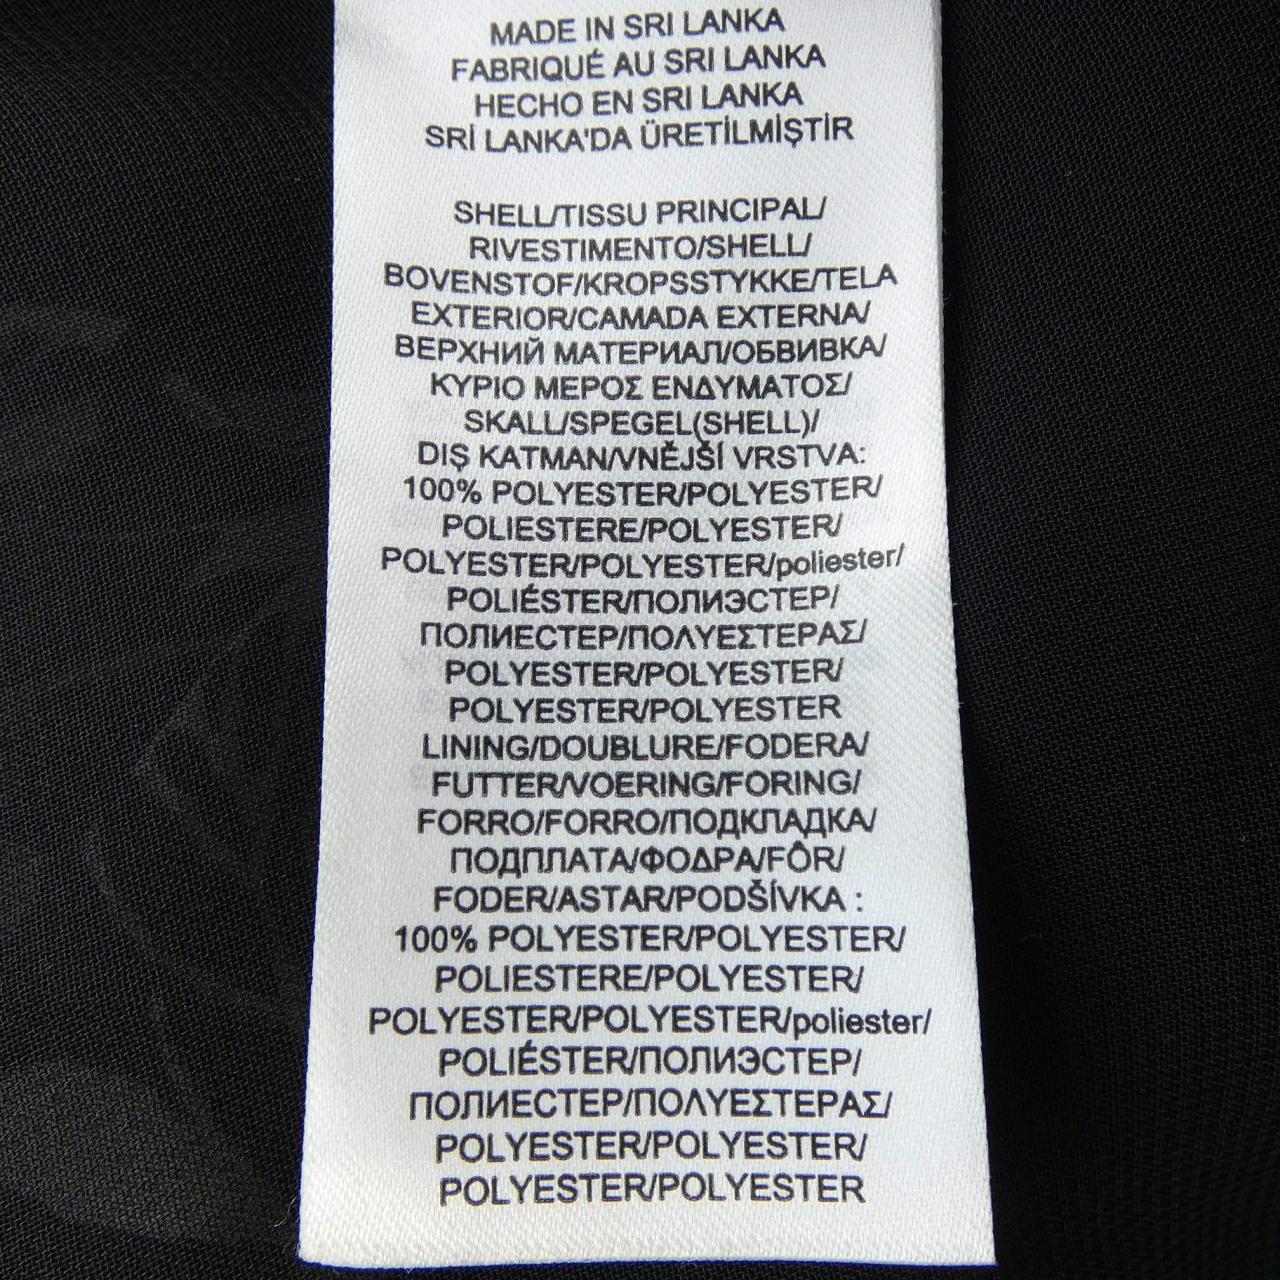 MADE IN SRI LANKA
FABRIQUÉ AU SRI LANKA
HECHO EN SRI LANKA
SRİ LANKA'DA ÜRETİLMİŞTİR
SHELL/TISSU PRINCIPAL/
RIVESTIMENTO/SHELL/
BOVENSTOF/KROPSSTYKKE/TELA
EXTERIOR/CAMADA EXTERNA/
ВЕРХНИЙ МАТЕРИАЛ/ОБВИВКА/
ΚΥΡΙΟ ΜΕΡΟΣ ΕΝΔΥΜΑΤΟΣ/
SKALL/SPEGEL(SHELL)/
DIŞ KATMAN/VNĚJŠÍ VRSTVA:
100% POLYESTER/POLYESTER/
POLIESTERE/POLYESTER/
POLYESTER/POLYESTER/poliester/
POLIÉSTER/ПОЛИЭСТЕР/
ПОЛИЕСТЕР/ΠΟΛΥΕΣΤΕΡΑΣ/
POLYESTER/POLYESTER/
POLYESTER/POLYESTER
LINING/DOUBLURE/FODERA/
FUTTER/VOERING/FORING/
FORRO/FORRO/ПОДКЛАДКА/
ПОДПЛАТА/ΦΟΔΡΑ/FÔR/
FODER/ASTAR/PODŠÍVKA :
100% POLYESTER/POLYESTER/
POLIESTERE/POLYESTER/
POLYESTER/POLYESTER/poliester/
POLIÉSTER/ПОЛИЭСТЕР/
ПОЛИЕСТЕР/ΠΟΛΥΕΣΤΕΡΑΣ/
POLYESTER/POLYESTER/
POLYESTER/POLYESTER